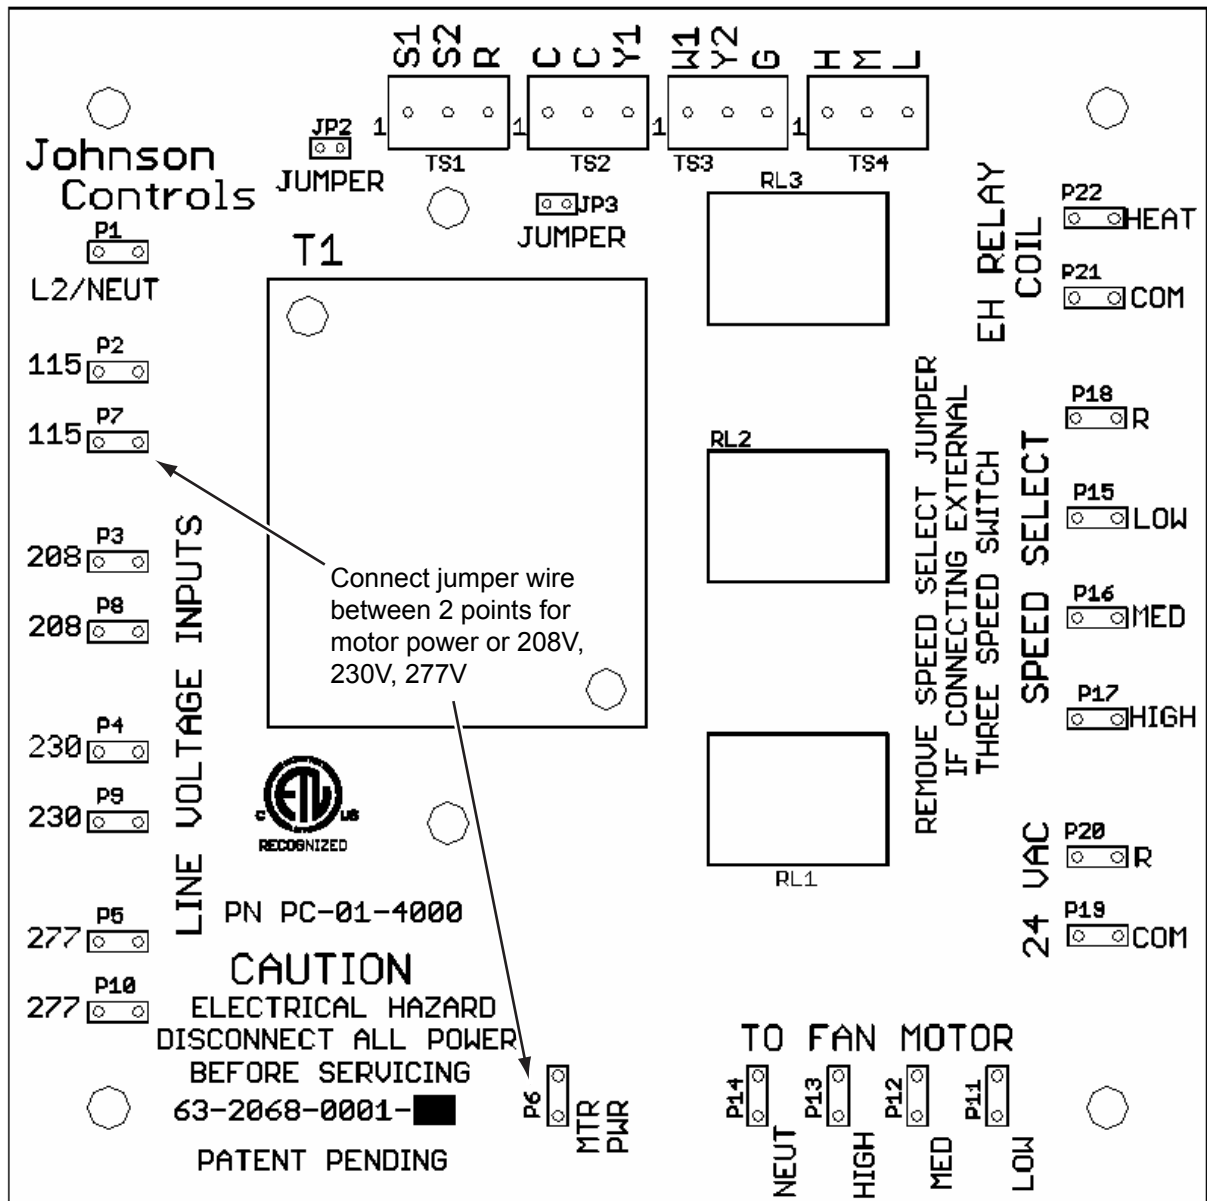 S1 S2 R
C C Y1
W1 Y2 G
H M L
1
1
1
1
TS1
TS2
TS3
TS4
JP2
JUMPER
JP3
JUMPER
Johnson
Controls
P1
L2/NEUT
T1
RL3
RL2
RL1
EH RELAY
COIL
P22
HEAT
P21
COM
P2
115
P7
115
P3
208
P8
208
P4
230
P9
230
P5
277
P10
277
LINE VOLTAGE INPUTS
Connect jumper wire
between 2 points for
motor power or 208V,
230V, 277V
REMOVE SPEED SELECT JUMPER
IF CONNECTING EXTERNAL
THREE SPEED SWITCH
SPEED SELECT
P18
R
P15
LOW
P16
MED
P17
HIGH
24 VAC
P20
R
P19
COM
ETL
C US
RECOGNIZED
PN PC-01-4000
CAUTION
ELECTRICAL HAZARD
DISCONNECT ALL POWER
BEFORE SERVICING
63-2068-0001-
PATENT PENDING
P6
MTR
PWR
TO FAN MOTOR
P14
NEUT
P13
HIGH
P12
MED
P11
LOW